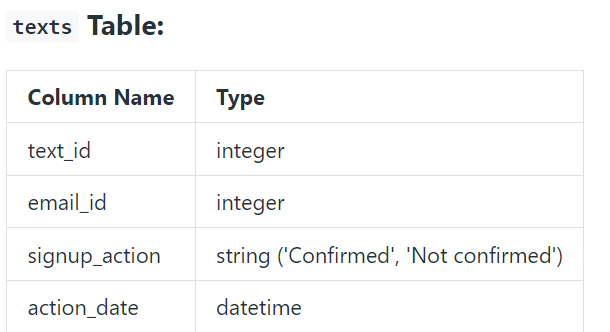 texts Table:
Column Name Type
text_id integer
email_id integer
signup_action string ('Confirmed', 'Not confirmed')
action_date datetime